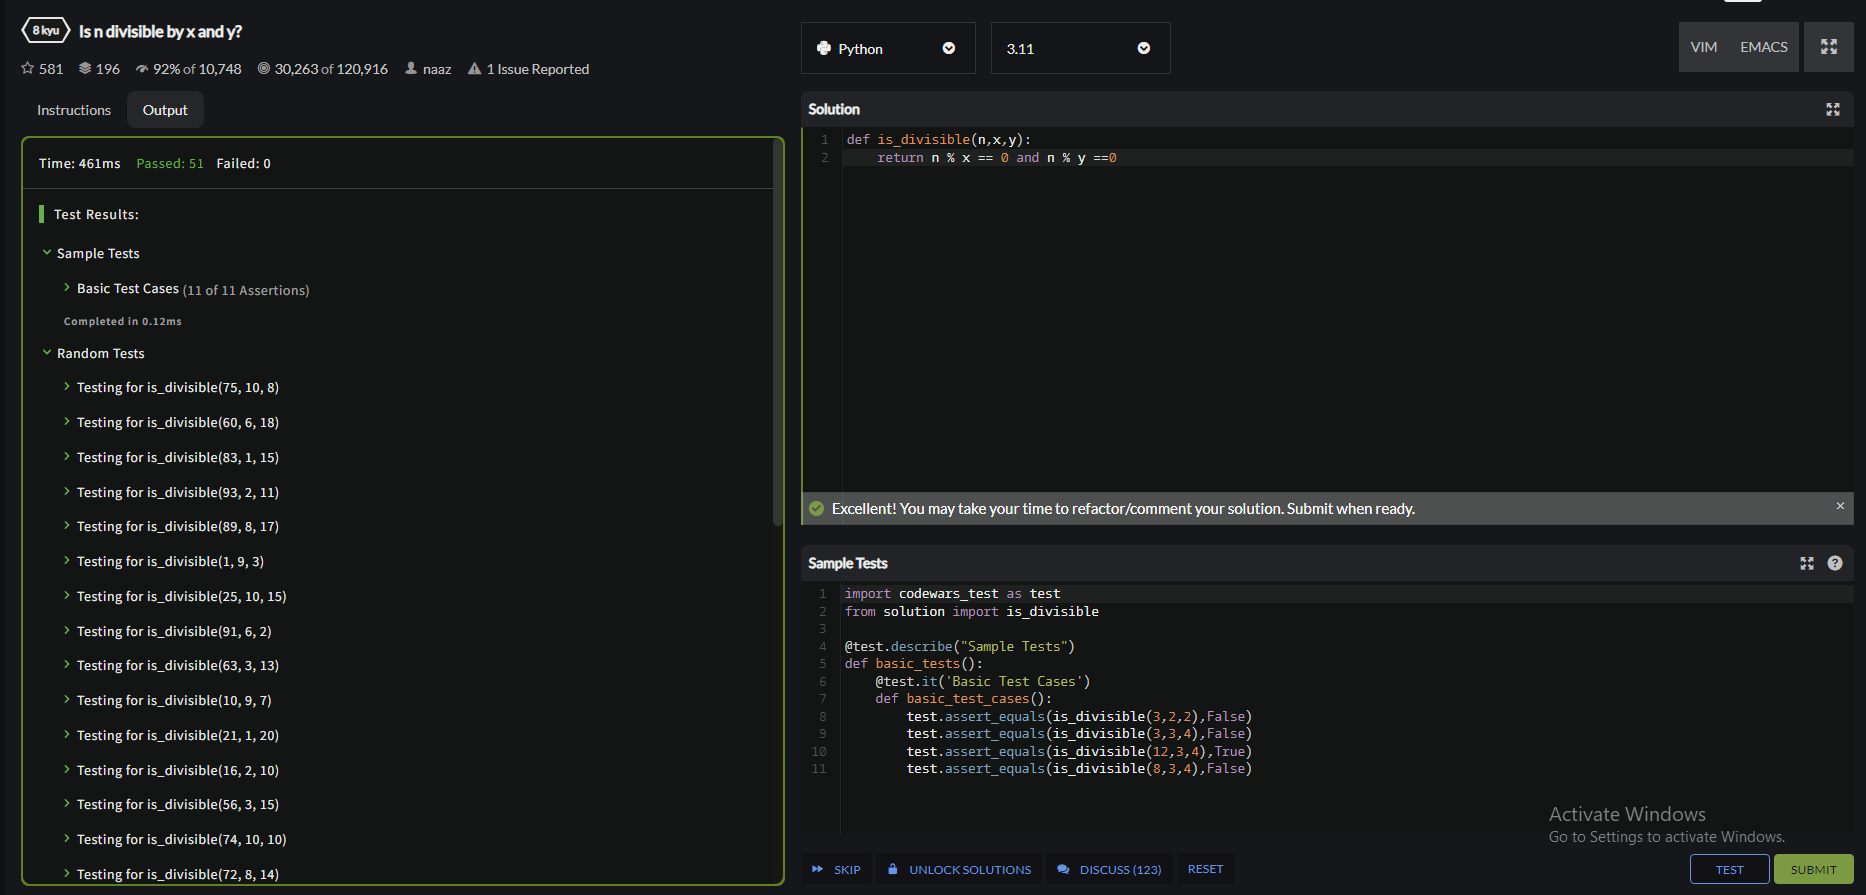 8 kyu Is n divisible by x and y?
581 196 92% of 10,748 30,263 of 120,916 naaz 1 Issue Reported
Instructions Output
Time: 461ms Passed: 51 Failed: 0
Test Results:
Sample Tests
Basic Test Cases (11 of 11 Assertions)
Completed in 0.12ms
Random Tests
Testing for is_divisible(75, 10, 8)
Testing for is_divisible(60, 6, 18)
Testing for is_divisible(83, 1, 15)
Testing for is_divisible(93, 2, 11)
Testing for is_divisible(89, 8, 17)
Testing for is_divisible(1, 9, 3)
Testing for is_divisible(25, 10, 15)
Testing for is_divisible(91, 6, 2)
Testing for is_divisible(63, 3, 13)
Testing for is_divisible(10, 9, 7)
Testing for is_divisible(21, 1, 20)
Testing for is_divisible(16, 2, 10)
Testing for is_divisible(56, 3, 15)
Testing for is_divisible(74, 10, 10)
Testing for is_divisible(72, 8, 14)
Python 3.11 VIM EMACS
Solution
1 def is_divisible(n,x,y):
2     return n % x == 0 and n % y ==0
Excellent! You may take your time to refactor/comment your solution. Submit when ready. ×
Sample Tests ?
1 import codewars_test as test
2 from solution import is_divisible
3
4 @test.describe("Sample Tests")
5 def basic_tests():
6     @test.it('Basic Test Cases')
7     def basic_test_cases():
8         test.assert_equals(is_divisible(3,2,2),False)
9         test.assert_equals(is_divisible(3,3,4),False)
10         test.assert_equals(is_divisible(12,3,4),True)
11         test.assert_equals(is_divisible(8,3,4),False)
Activate Windows
Go to Settings to activate Windows.
SKIP UNLOCK SOLUTIONS DISCUSS (123) RESET TEST SUBMIT